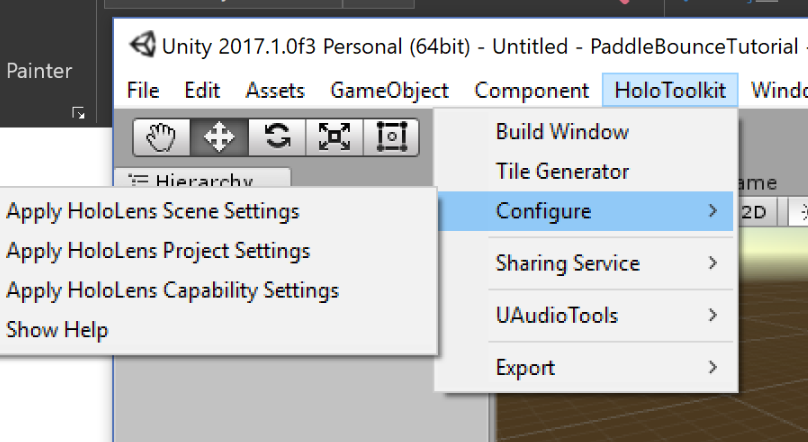 Painter
Unity 2017.1.0f3 Personal (64bit) - Untitled - PaddleBounceTutorial -
File Edit Assets GameObject Component HoloToolkit Windo
Build Window
Tile Generator
Configure
Sharing Service
UAudioTools
Export
Hierarchy
ame
2D
Apply HoloLens Scene Settings
Apply HoloLens Project Settings
Apply HoloLens Capability Settings
Show Help